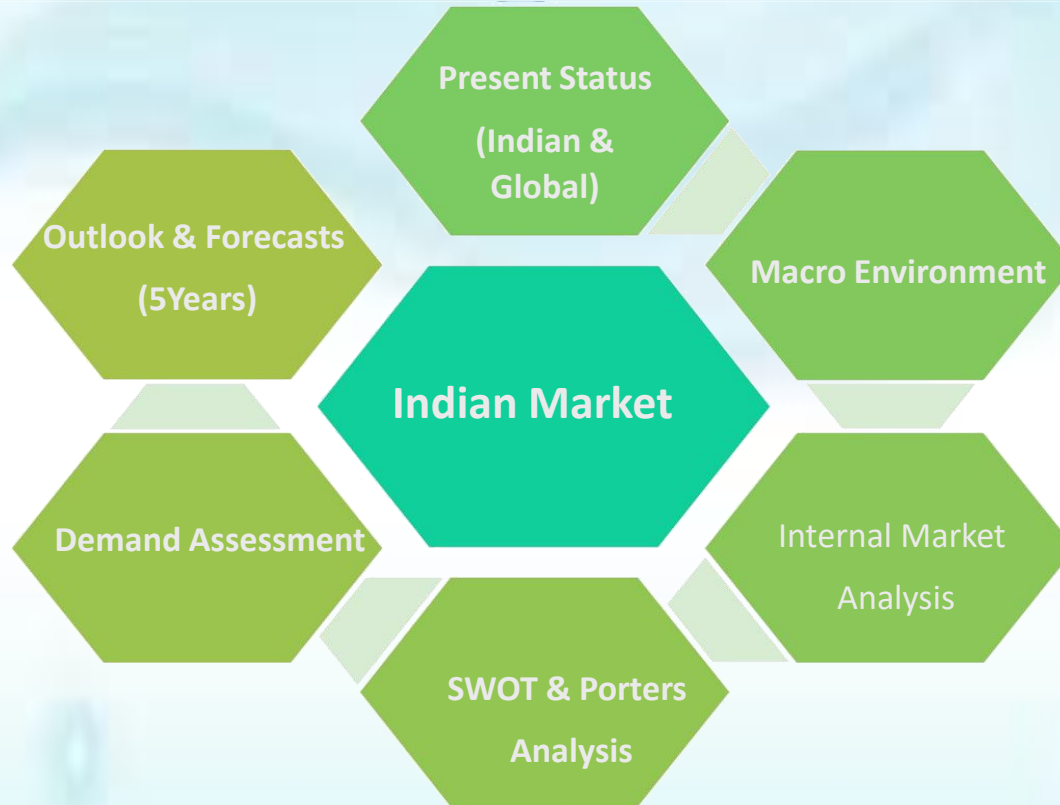 Present Status
(Indian &
Global)
Macro Environment
Internal Market
Analysis
SWOT & Porters
Analysis
Demand Assessment
Outlook & Forecasts
(5Years)
Indian Market